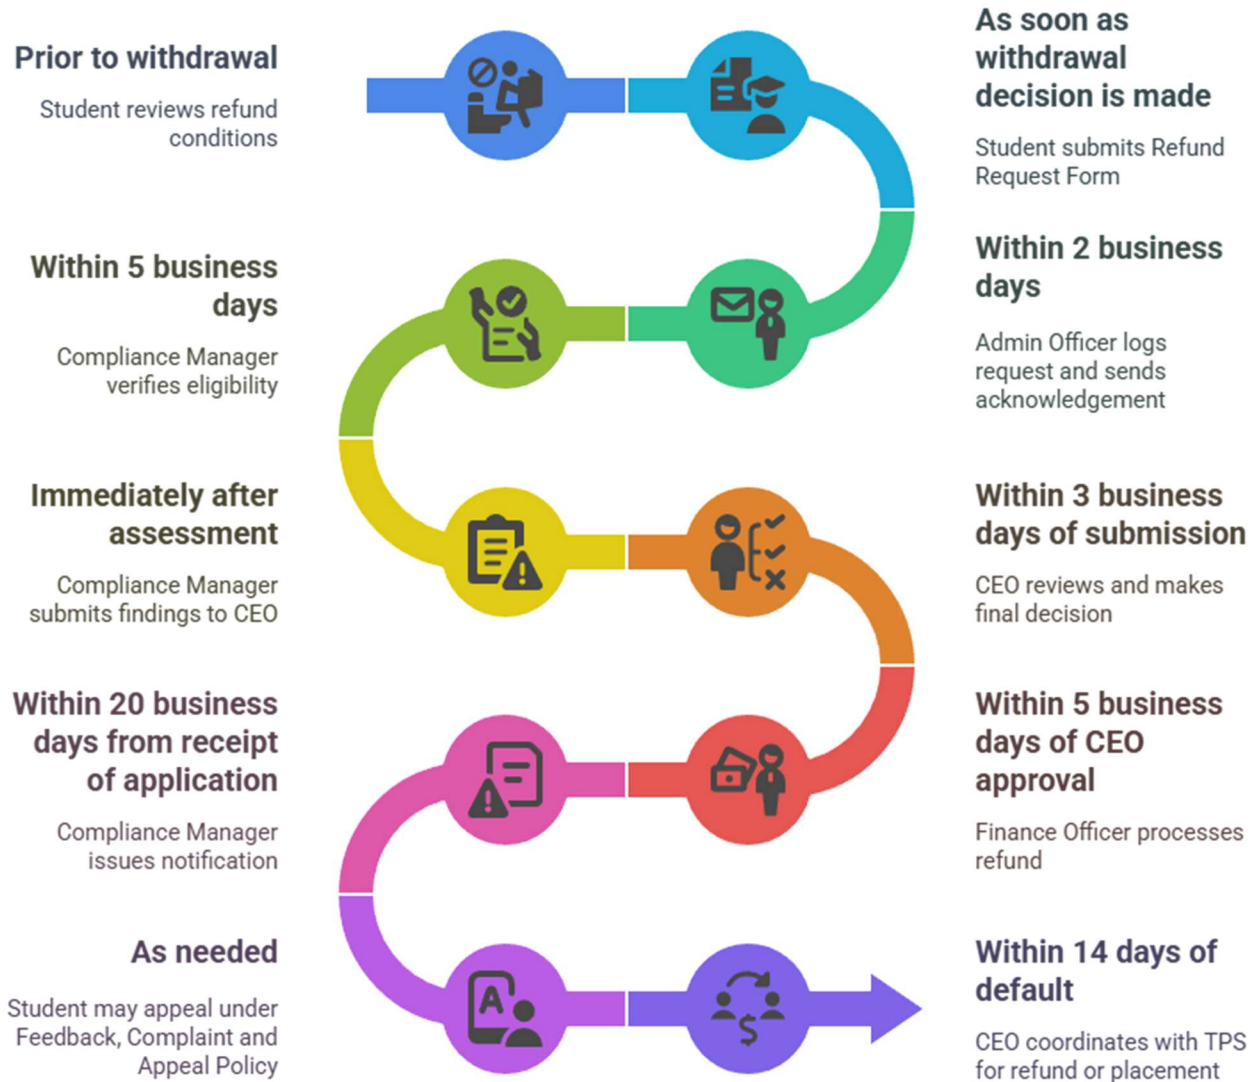 Prior to withdrawal
Student reviews refund
conditions
As soon as
withdrawal
decision is made
Student submits Refund
Request Form
Within 2 business
days
Admin Officer logs
request and sends
acknowledgement
Within 5 business
days
Compliance Manager
verifies eligibility
Immediately after
assessment
Compliance Manager
submits findings to CEO
Within 3 business
days of submission
CEO reviews and makes
final decision
Within 5 business
days of CEO
approval
Finance Officer processes
refund
Within 20 business
days from receipt
of application
Compliance Manager
issues notification
As needed
Student may appeal under
Feedback, Complaint and
Appeal Policy
A
Within 14 days of
default
CEO coordinates with TPS
for refund or placement
$